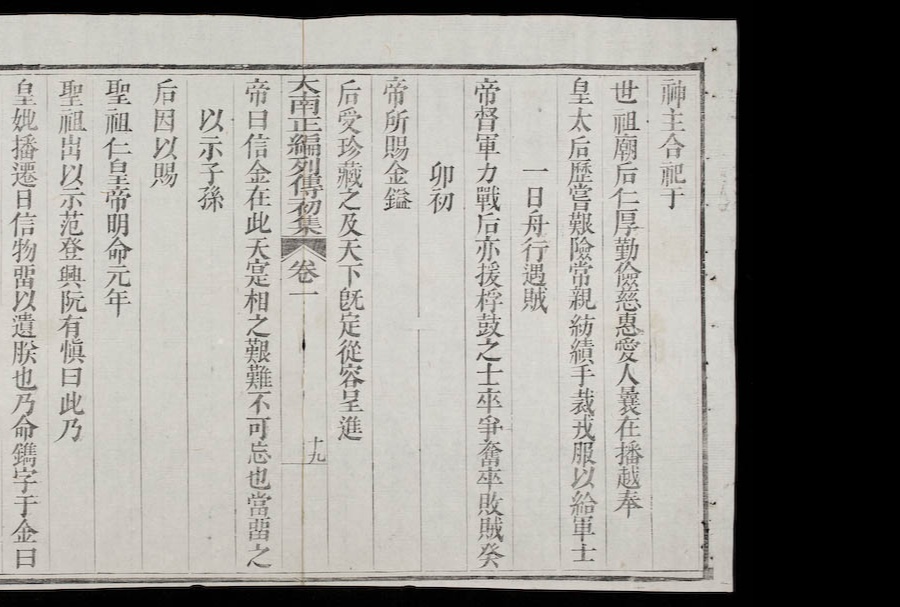 神主合祀于
世祖廟后仁厚勤儉慈惠愛人曩在播越奉
皇太后歷嘗艱險常親紡績手裁戎服以給軍士
一日舟行遇賊
帝督軍力戰后亦援桴鼓之士卒爭奮卒敗賊癸
卯初
帝所賜金鎰
后受珍藏之及天下旣定從容呈進
大南正編列傳初集 卷一 十九
帝曰信金在此天寔相之艱難不可忘也當畱之
以示子孫
后因以賜
聖祖仁皇帝明命元年
聖祖出以示范登興阮有愼曰此乃
皇妣播遷日信物畱以遺朕也乃命鐫字于金曰